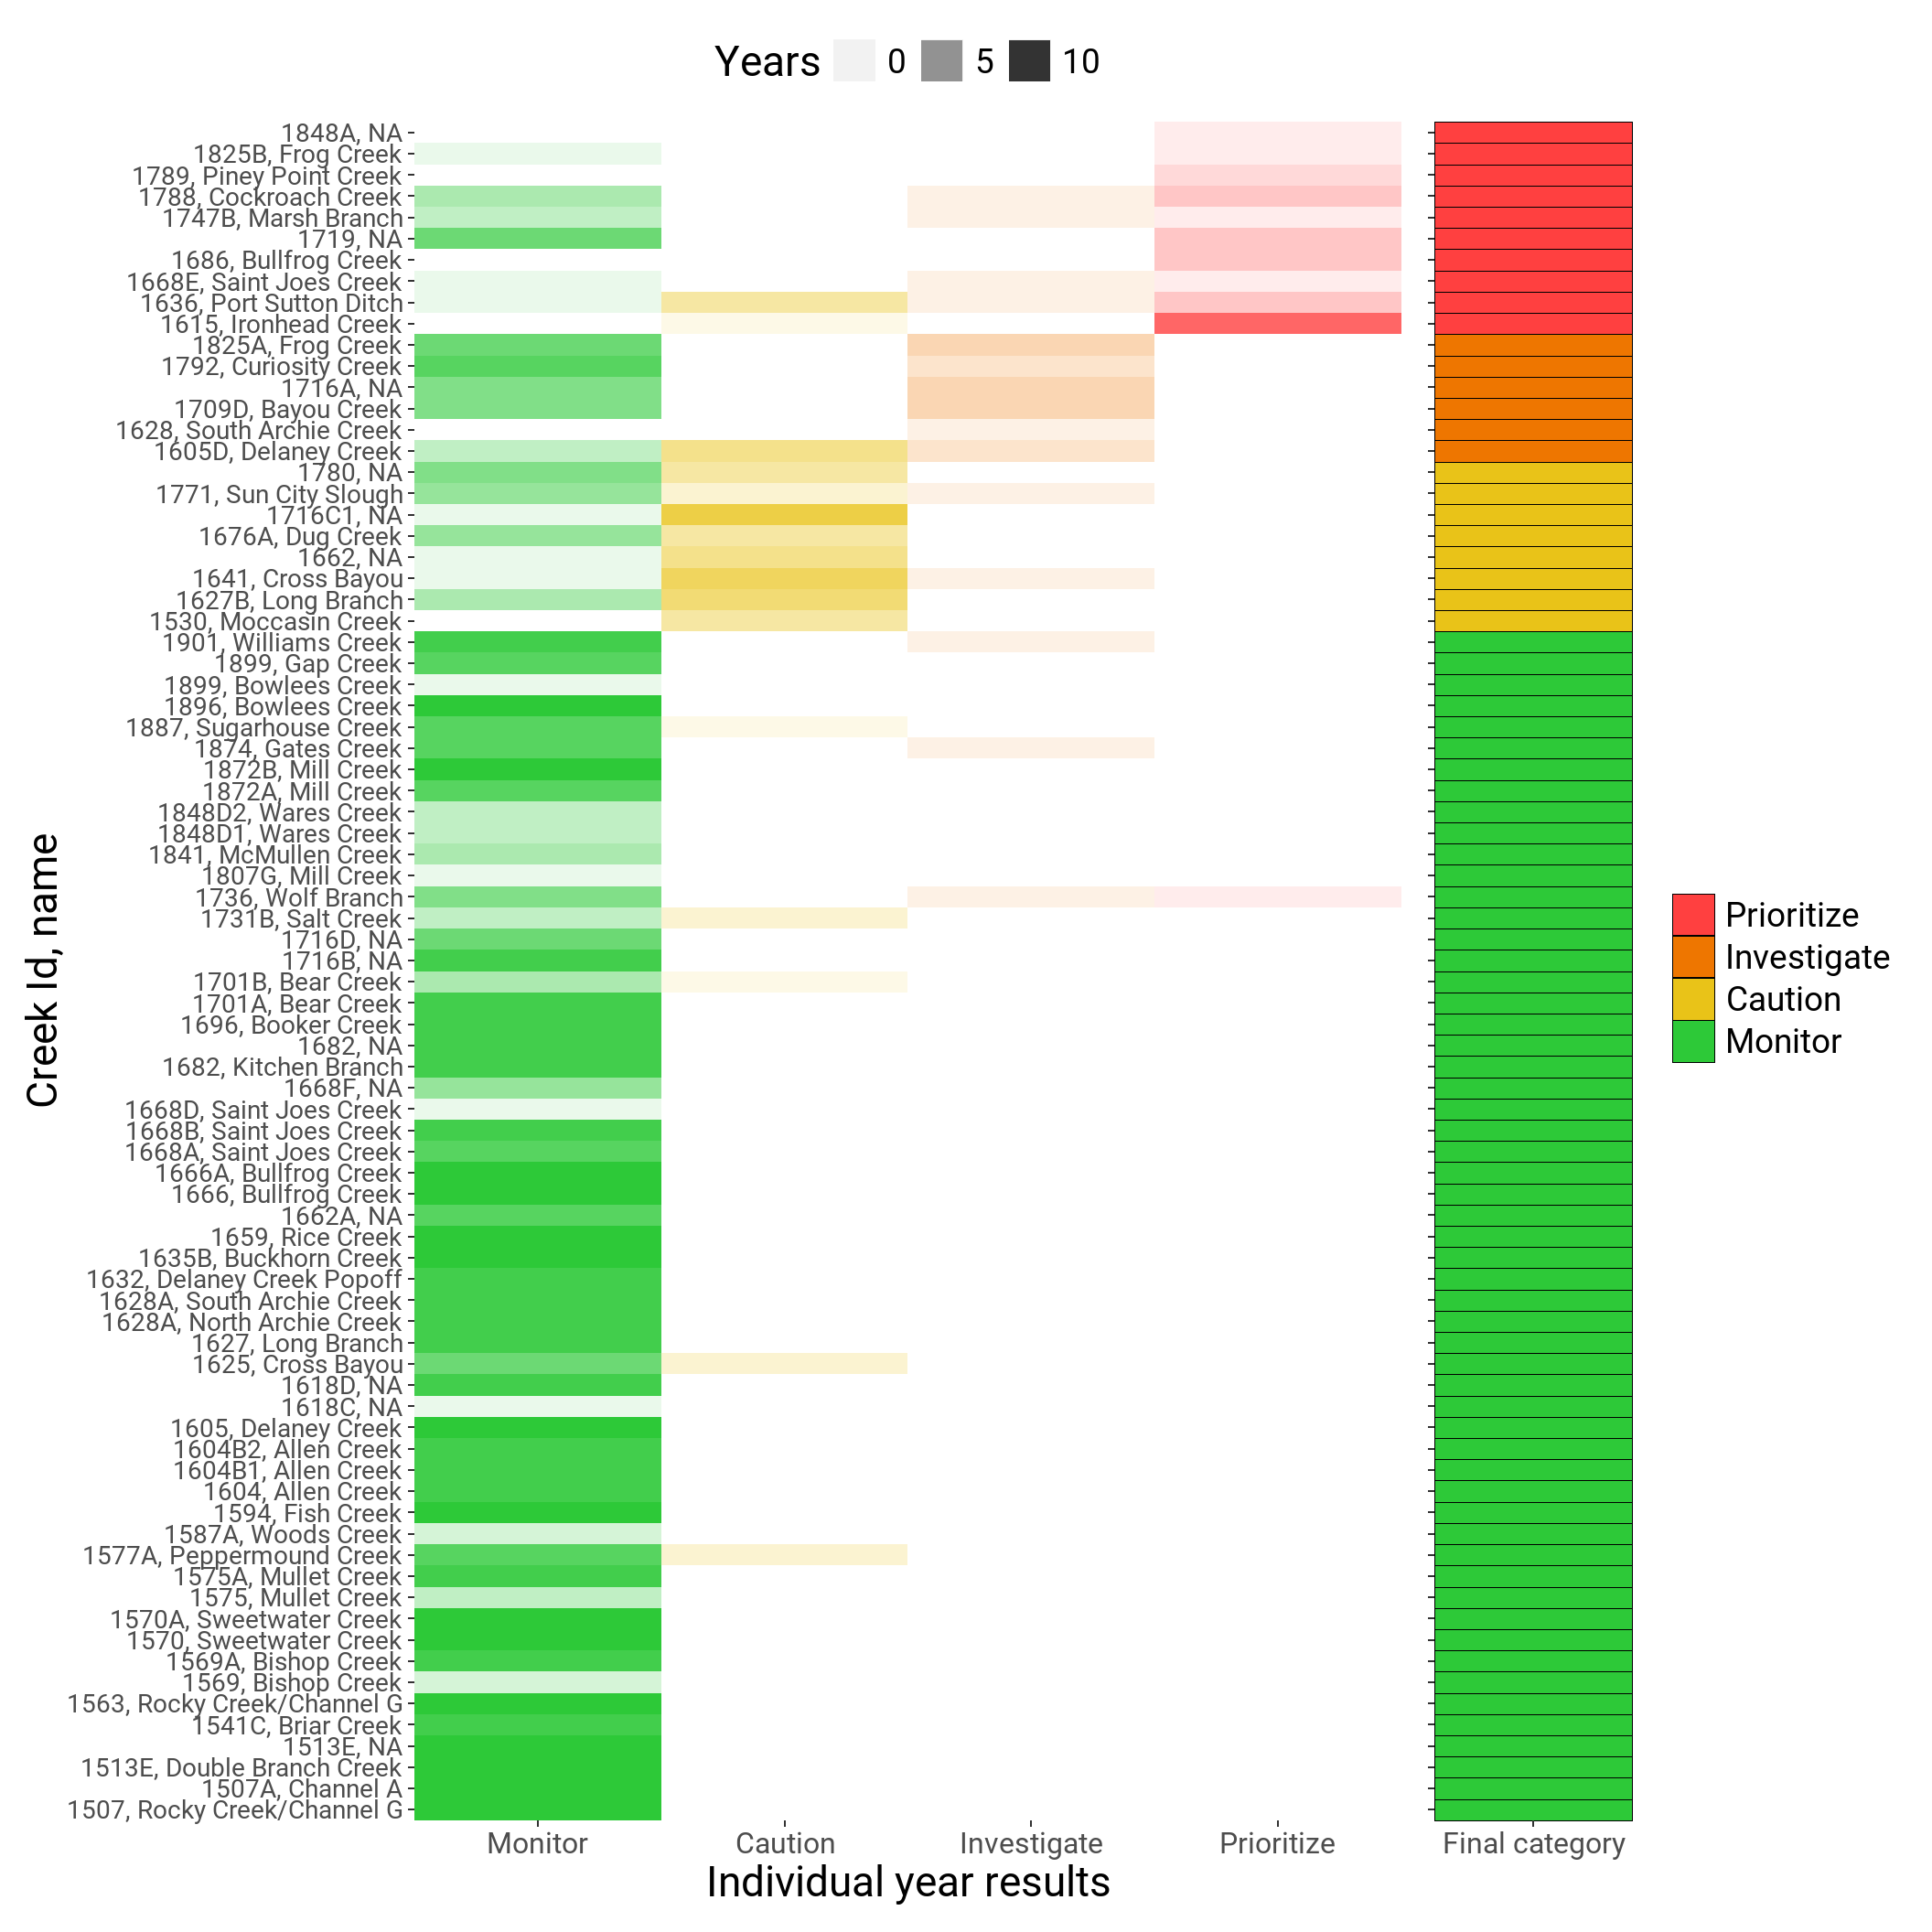 Years 0 5 10
1848A, NA
1825B, Frog Creek
1789, Piney Point Creek
1788, Cockroach Creek
1747B, Marsh Branch
1719, NA
1686, Bullfrog Creek
1668E, Saint Joes Creek
1636, Port Sutton Ditch
1615, Ironhead Creek
1825A, Frog Creek
1792, Curiosity Creek
1716A, NA
1709D, Bayou Creek
1628, South Archie Creek
1605D, Delaney Creek
1780, NA
1771, Sun City Slough
1716C1, NA
1676A, Dug Creek
1662, NA
1641, Cross Bayou
1627B, Long Branch
1530, Moccasin Creek
1901, Williams Creek
1899, Gap Creek
1899, Bowlees Creek
1896, Bowlees Creek
1887, Sugarhouse Creek
1874, Gates Creek
1872B, Mill Creek
1872A, Mill Creek
1848D2, Wares Creek
1848D1, Wares Creek
1841, McMullen Creek
1807G, Mill Creek
1736, Wolf Branch
1731B, Salt Creek
1716D, NA
1716B, NA
1701B, Bear Creek
1701A, Bear Creek
1696, Booker Creek
1682, NA
1682, Kitchen Branch
1668F, NA
1668D, Saint Joes Creek
1668B, Saint Joes Creek
1668A, Saint Joes Creek
1666A, Bullfrog Creek
1666, Bullfrog Creek
1662A, NA
1659, Rice Creek
1635B, Buckhorn Creek
1632, Delaney Creek Popoff
1628A, South Archie Creek
1628A, North Archie Creek
1627, Long Branch
1625, Cross Bayou
1618D, NA
1618C, NA
1605, Delaney Creek
1604B2, Allen Creek
1604B1, Allen Creek
1604, Allen Creek
1594, Fish Creek
1587A, Woods Creek
1577A, Peppermound Creek
1575A, Mullet Creek
1575, Mullet Creek
1570A, Sweetwater Creek
1570, Sweetwater Creek
1569A, Bishop Creek
1569, Bishop Creek
1563, Rocky Creek/Channel G
1541C, Briar Creek
1513E, NA
1513E, Double Branch Creek
1507A, Channel A
1507, Rocky Creek/Channel G
Creek Id, name
Monitor Caution Investigate Prioritize Final category
Individual year results
Prioritize
Investigate
Caution
Monitor